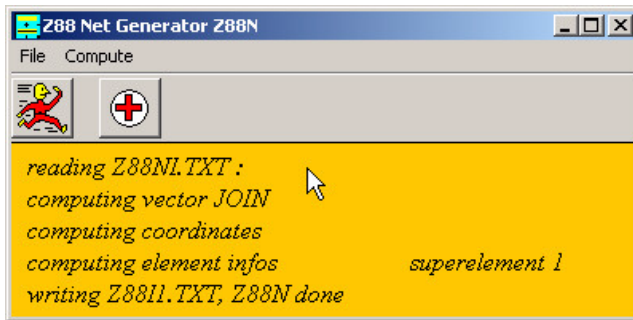 Z88 Net Generator Z88N
File Compute
reading Z88NI.TXT :
computing vector JOIN
computing coordinates
computing element infos superelement 1
writing Z88I1.TXT, Z88N done